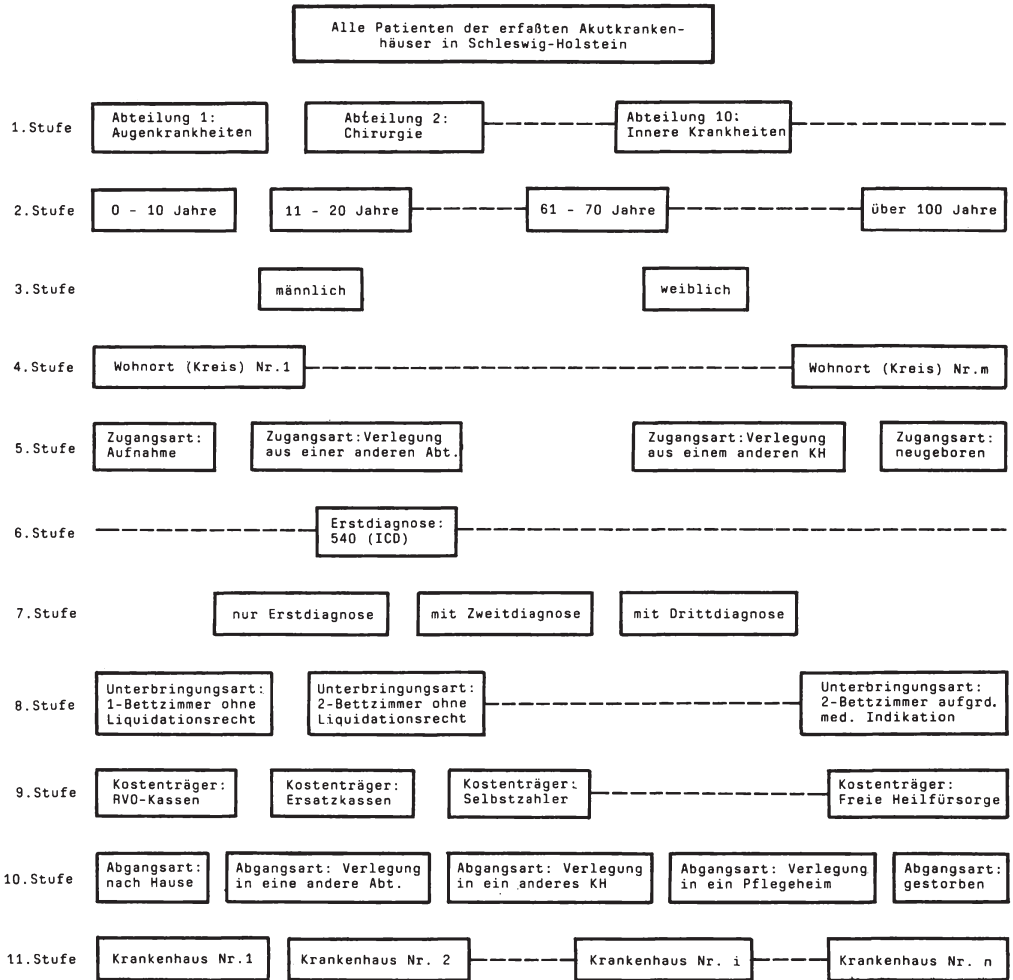 Alle Patienten der erfaßten Akutkranken-
häuser in Schleswig-Holstein
1.Stufe
Abteilung 1:
Augenkrankheiten
Abteilung 2:
Chirurgie
Abteilung 10:
Innere Krankheiten
2.Stufe
0 - 10 Jahre
11 - 20 Jahre
61 - 70 Jahre
über 100 Jahre
3.Stufe
männlich
weiblich
4.Stufe
Wohnort (Kreis) Nr.1
Wohnort (Kreis) Nr.m
5.Stufe
Zugangsart:
Aufnahme
Zugangsart:Verlegung
aus einer anderen Abt.
Zugangsart:Verlegung
aus einem anderen KH
Zugangsart:
neugeboren
6.Stufe
Erstdiagnose:
540 (ICD)
7.Stufe
nur Erstdiagnose
mit Zweitdiagnose
mit Drittdiagnose
8.Stufe
Unterbringungsart:
1-Bettzimmer ohne
Liquidationsrecht
Unterbringungsart:
2-Bettzimmer ohne
Liquidationsrecht
Unterbringungsart:
2-Bettzimmer aufgrd.
med. Indikation
9.Stufe
Kostenträger:
RVO-Kassen
Kostenträger:
Ersatzkassen
Kostenträger:
Selbstzahler
Kostenträger:
Freie Heilfürsorge
10.Stufe
Abgangsart:
nach Hause
Abgangsart: Verlegung
in eine andere Abt.
Abgangsart: Verlegung
in ein anderes KH
Abgangsart: Verlegung
in ein Pflegeheim
Abgangsart:
gestorben
11.Stufe
Krankenhaus Nr.1
Krankenhaus Nr. 2
Krankenhaus Nr. i
Krankenhaus Nr. n